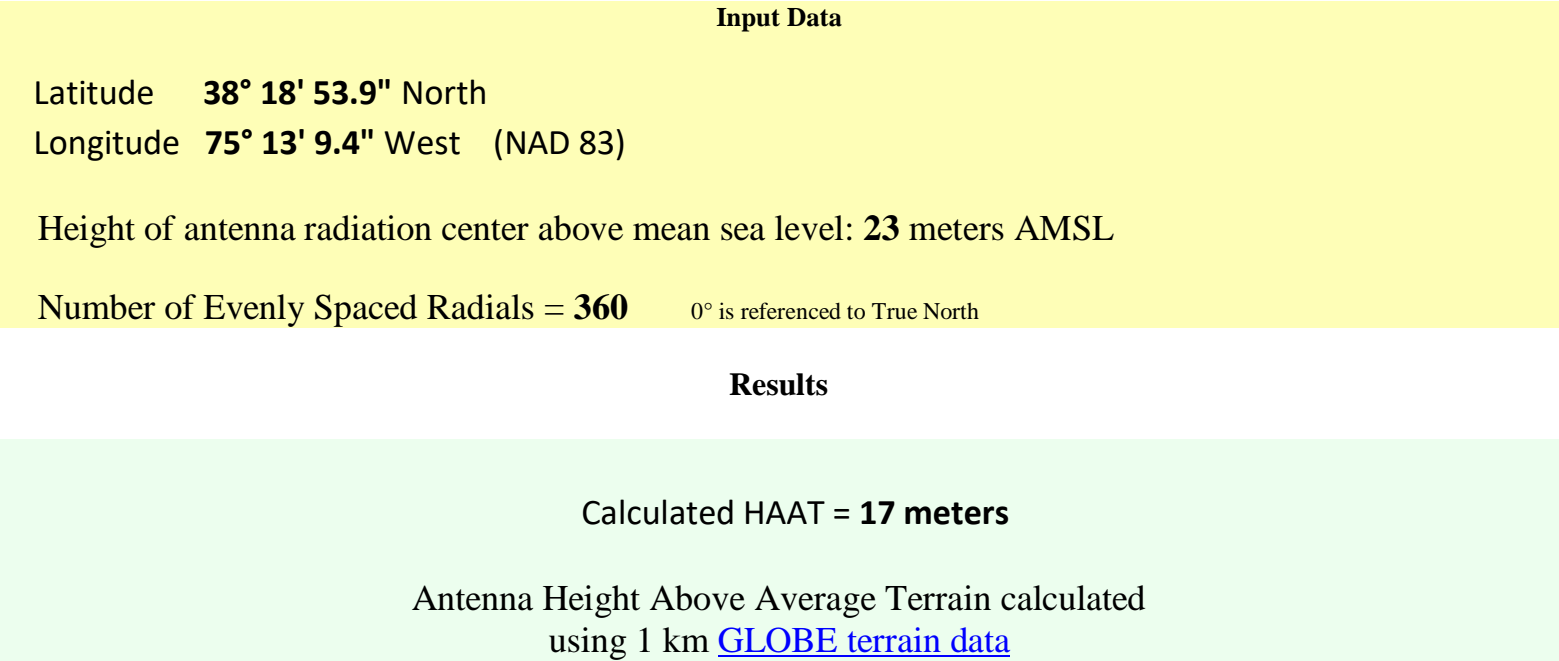 Input Data
Latitude 38° 18' 53.9" North
Longitude 75° 13' 9.4" West (NAD 83)
Height of antenna radiation center above mean sea level: 23 meters AMSL
Number of Evenly Spaced Radials = 360 0° is referenced to True North
Results
Calculated HAAT = 17 meters
Antenna Height Above Average Terrain calculated
using 1 km GLOBE terrain data